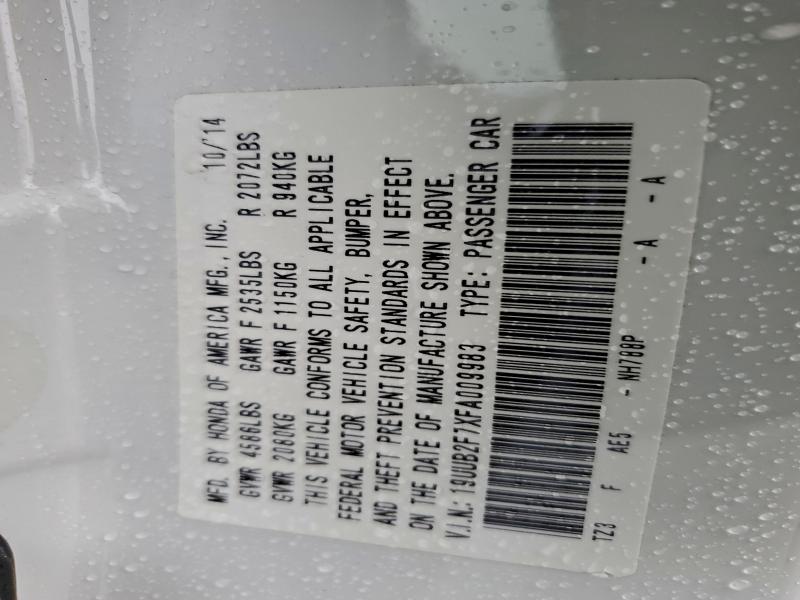 MFD. BY HONDA OF AMERICA MFG., INC. 10/'14
GVWR 4586LBS GAWR F 2535LBS R 2072LBS
GVWR 2080KG GAWR F 1150KG R 940KG
THIS VEHICLE CONFORMS TO ALL APPLICABLE
FEDERAL MOTOR VEHICLE SAFETY, BUMPER,
AND THEFT PREVENTION STANDARDS IN EFFECT
ON THE DATE OF MANUFACTURE SHOWN ABOVE.
V.I.N.: 19UUB2F7XFA009983 TYPE: PASSENGER CAR
TZ3 F AE5 - NH788P - A - A